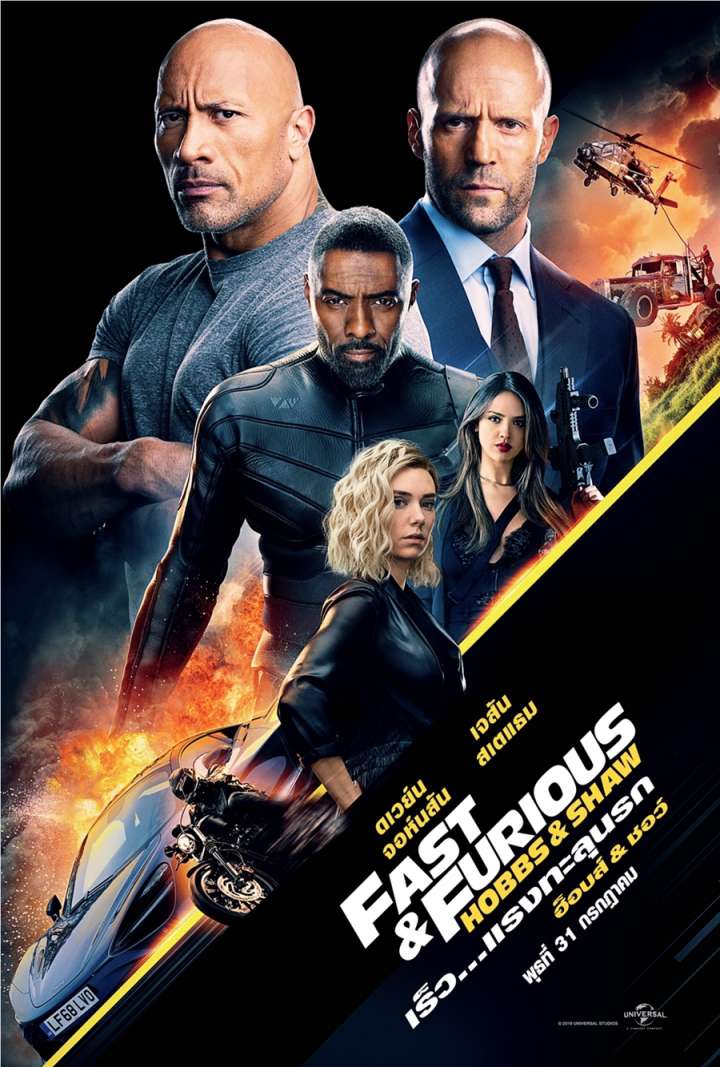 ดเวย์น
จอห์นสัน
เจสัน
สเตแธม
FAST
& FURIOUS
HOBBS & SHAW
เร็ว...แรงทะลุนรก
ฮ็อบส์ & ชอว์
พุธที่ 31 กรกฎาคม
LF68 LVO
© 2019 UNIVERSAL STUDIOS
UNIVERSAL